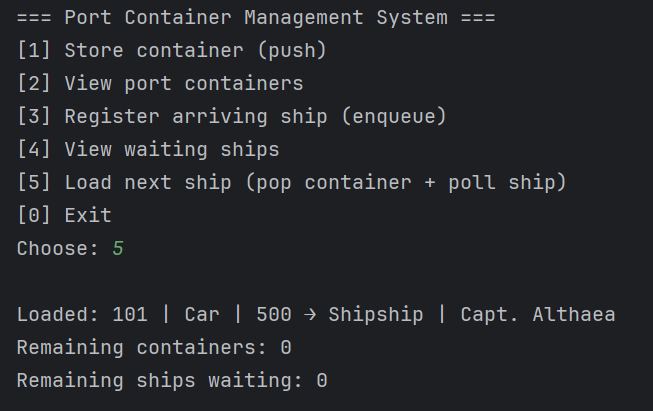 === Port Container Management System ===
[1] Store container (push)
[2] View port containers
[3] Register arriving ship (enqueue)
[4] View waiting ships
[5] Load next ship (pop container + poll ship)
[0] Exit
Choose: 5
Loaded: 101 | Car | 500 → Shipship | Capt. Althaea
Remaining containers: 0
Remaining ships waiting: 0